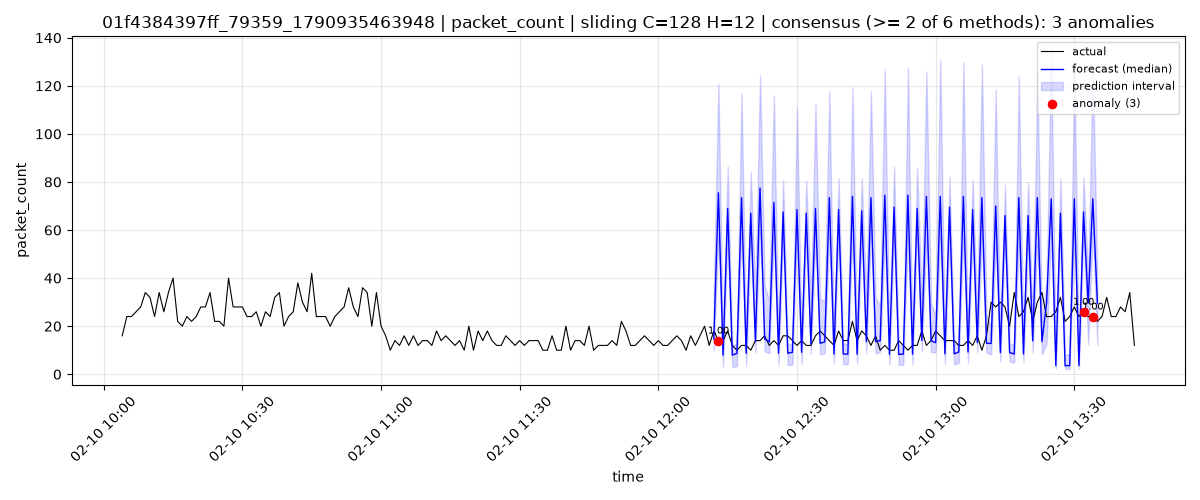 01f4384397ff_79359_1790935463948 | packet_count | sliding C=128 H=12 | consensus (>= 2 of 6 methods): 3 anomalies
140
120
100
80
60
40
20
0
packet_count
actual
forecast (median)
prediction interval
anomaly (3)
1.00
1.00
02-10 10:00
02-10 10:30
02-10 11:00
02-10 11:30
02-10 12:00
02-10 12:30
02-10 13:00
02-10 13:30
time